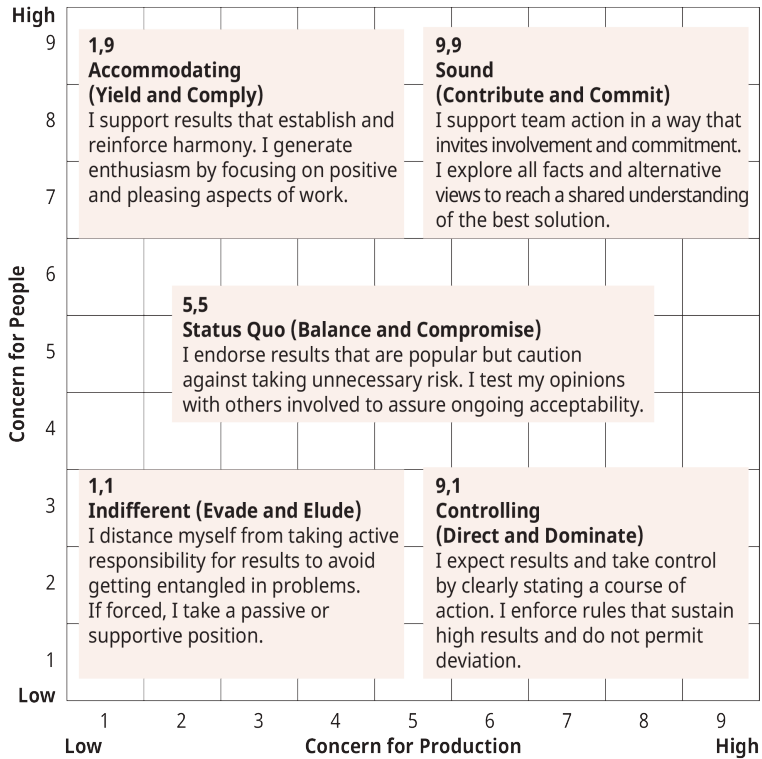 High
9
8
7
6
5
4
3
2
1
Low
Concern for People
1,9
Accommodating
(Yield and Comply)
I support results that establish and
reinforce harmony. I generate
enthusiasm by focusing on positive
and pleasing aspects of work.
9,9
Sound
(Contribute and Commit)
I support team action in a way that
invites involvement and commitment.
I explore all facts and alternative
views to reach a shared understanding
of the best solution.
5,5
Status Quo (Balance and Compromise)
I endorse results that are popular but caution
against taking unnecessary risk. I test my opinions
with others involved to assure ongoing acceptability.
1,1
Indifferent (Evade and Elude)
I distance myself from taking active
responsibility for results to avoid
getting entangled in problems.
If forced, I take a passive or
supportive position.
9,1
Controlling
(Direct and Dominate)
I expect results and take control
by clearly stating a course of
action. I enforce rules that sustain
high results and do not permit
deviation.
1 2 3 4 5 6 7 8 9
Low Concern for Production High